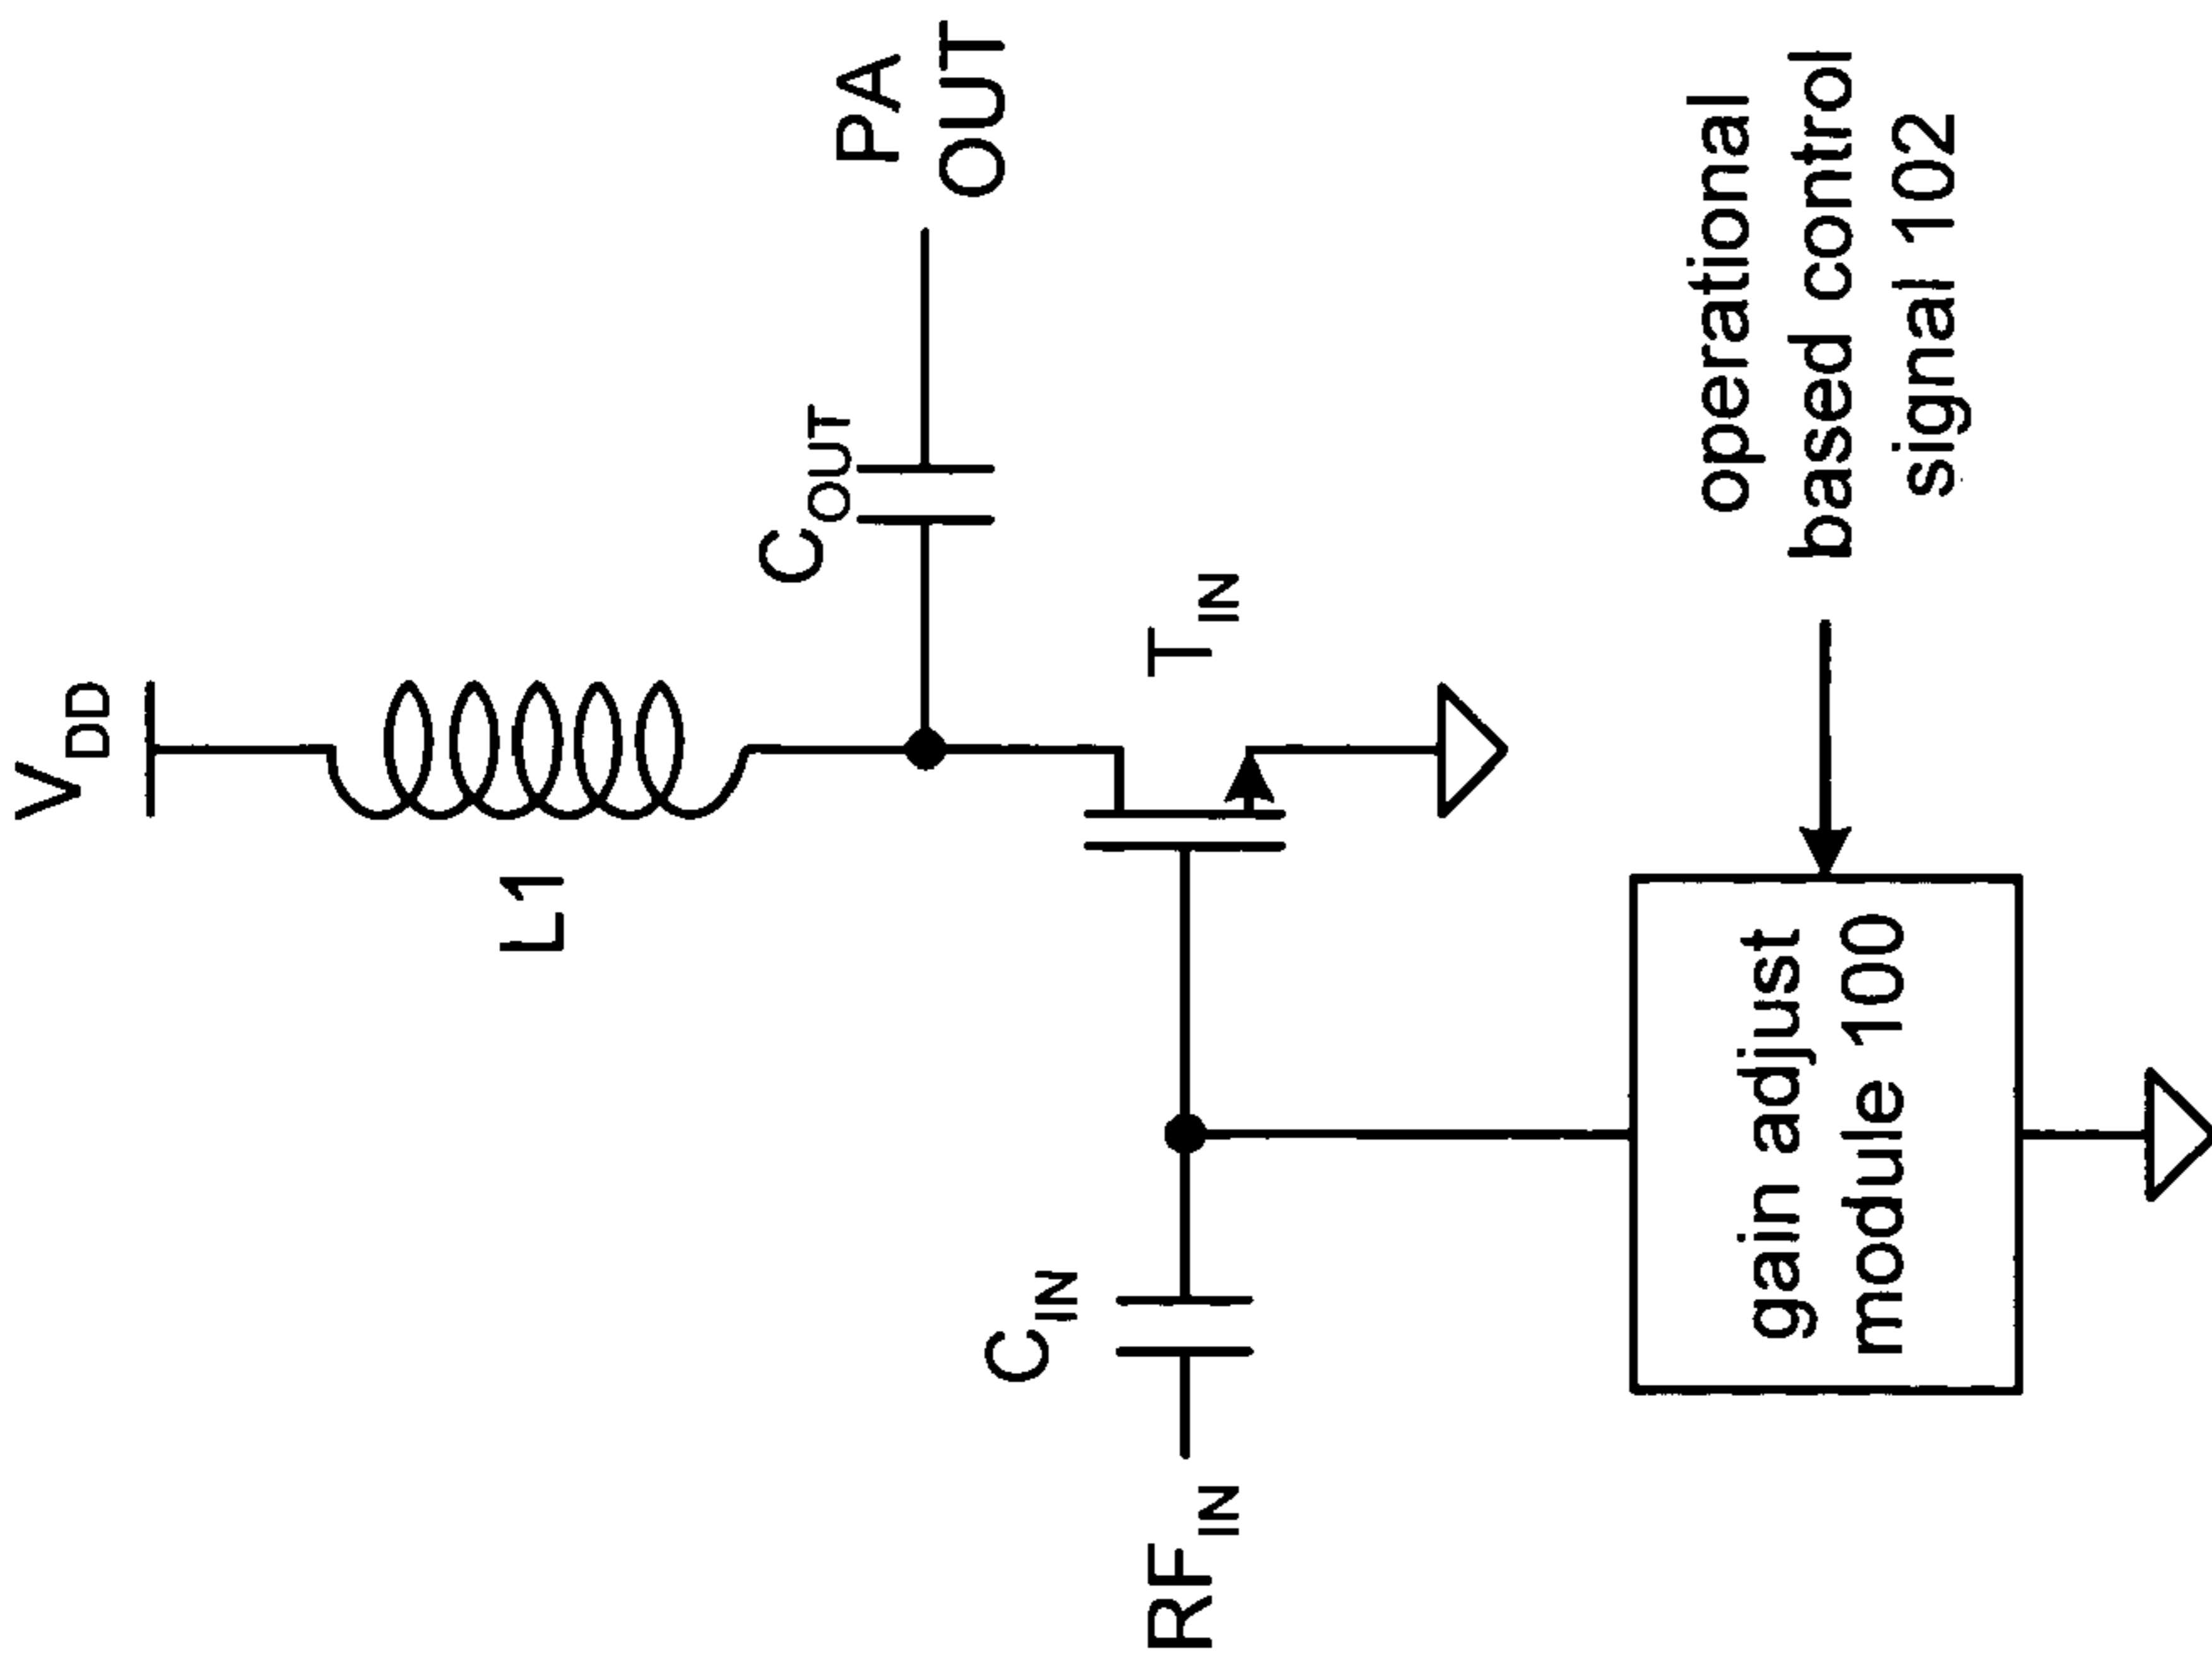 V_DD
L1
C_OUT
PA
OUT
T_IN
C_IN
RF_IN
gain adjust
module 100
operational
based control
signal 102